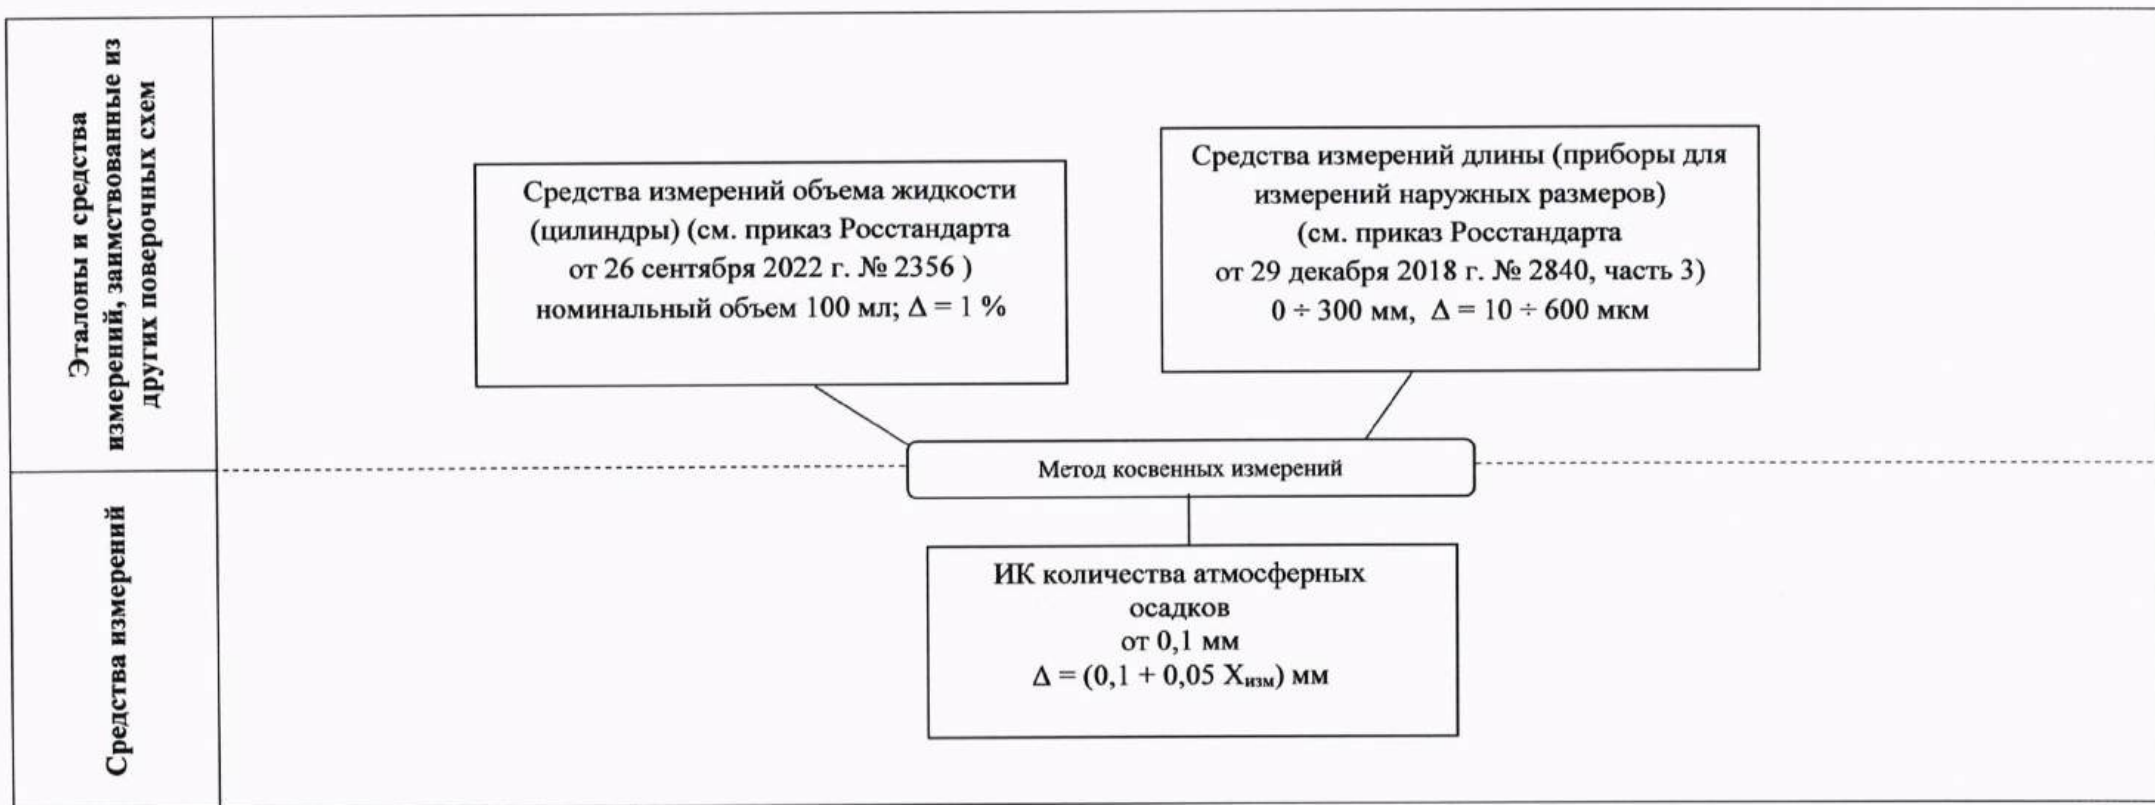 Эталоны и средства
измерений, заимствованные из
других поверочных схем
Средства измерений объема жидкости
(цилиндры) (см. приказ Росстандарта
от 26 сентября 2022 г. № 2356 )
номинальный объем 100 мл; Δ = 1 %
Средства измерений длины (приборы для
измерений наружных размеров)
(см. приказ Росстандарта
от 29 декабря 2018 г. № 2840, часть 3)
0 ÷ 300 мм, Δ = 10 ÷ 600 мкм
Метод косвенных измерений
Средства измерений
ИК количества атмосферных
осадков
от 0,1 мм
Δ = (0,1 + 0,05 Xизм) мм